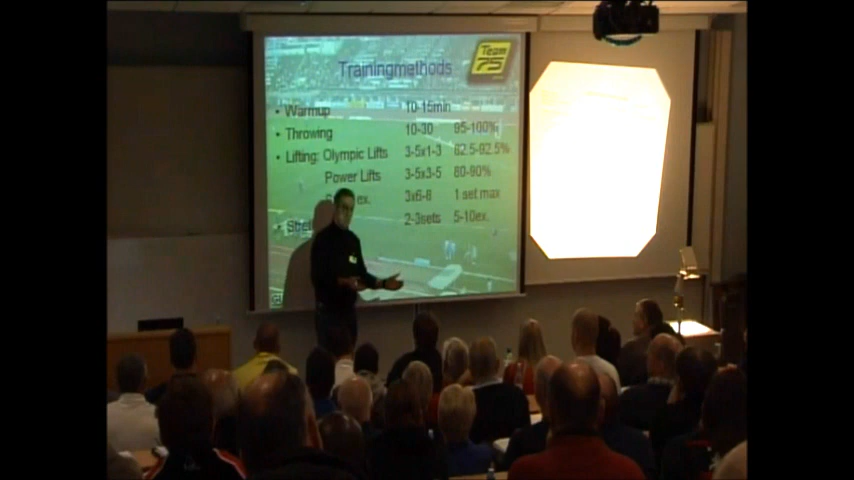 Team
75
Trainingmethods
• Warmup 10-15min
• Throwing 10-30 95-100%
• Lifting: Olympic Lifts 3-5x1-3 82.5-92.5%
Power Lifts 3-5x3-5 80-90%
ex. 3x6-8 1 set max
2-3sets 5-10ex.